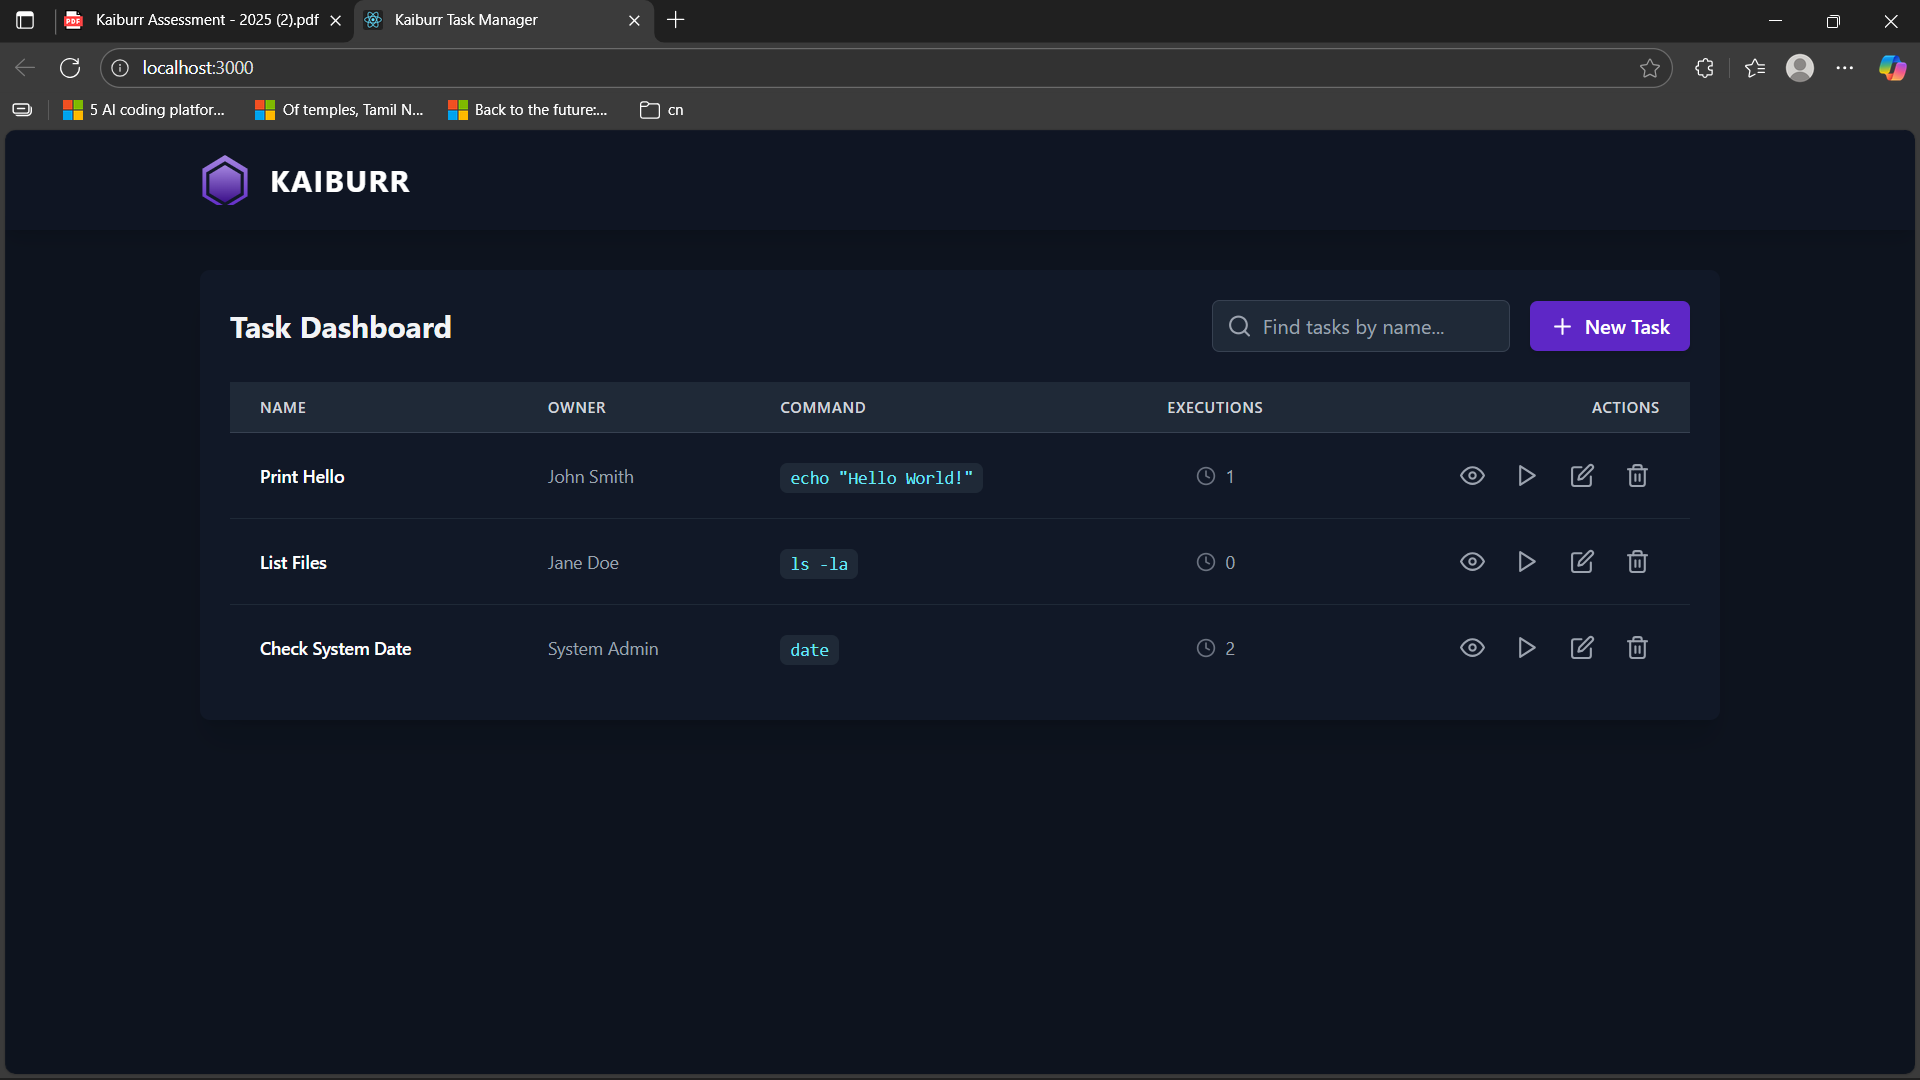 Kaiburr Assessment - 2025 (2).pdf
Kaiburr Task Manager
localhost:3000
5 AI coding platfor...
Of temples, Tamil N...
Back to the future:...
cn
KAIBURR
Task Dashboard
Find tasks by name...
+ New Task
NAME OWNER COMMAND EXECUTIONS ACTIONS
Print Hello John Smith echo "Hello World!" 1
List Files Jane Doe ls -la 0
Check System Date System Admin date 2